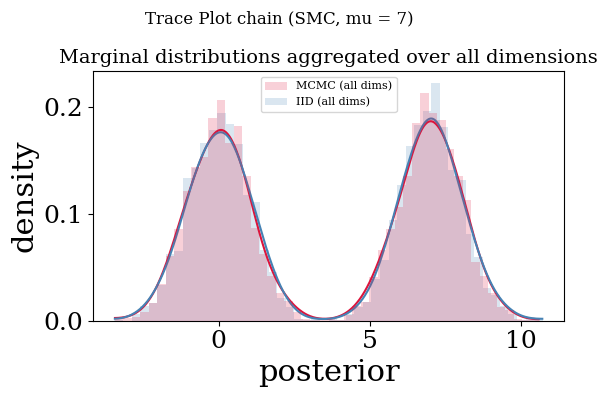 Trace Plot chain (SMC, mu = 7)
Marginal distributions aggregated over all dimensions
MCMC (all dims)
IID (all dims)
density
0.2
0.1
0.0
0 5 10
posterior